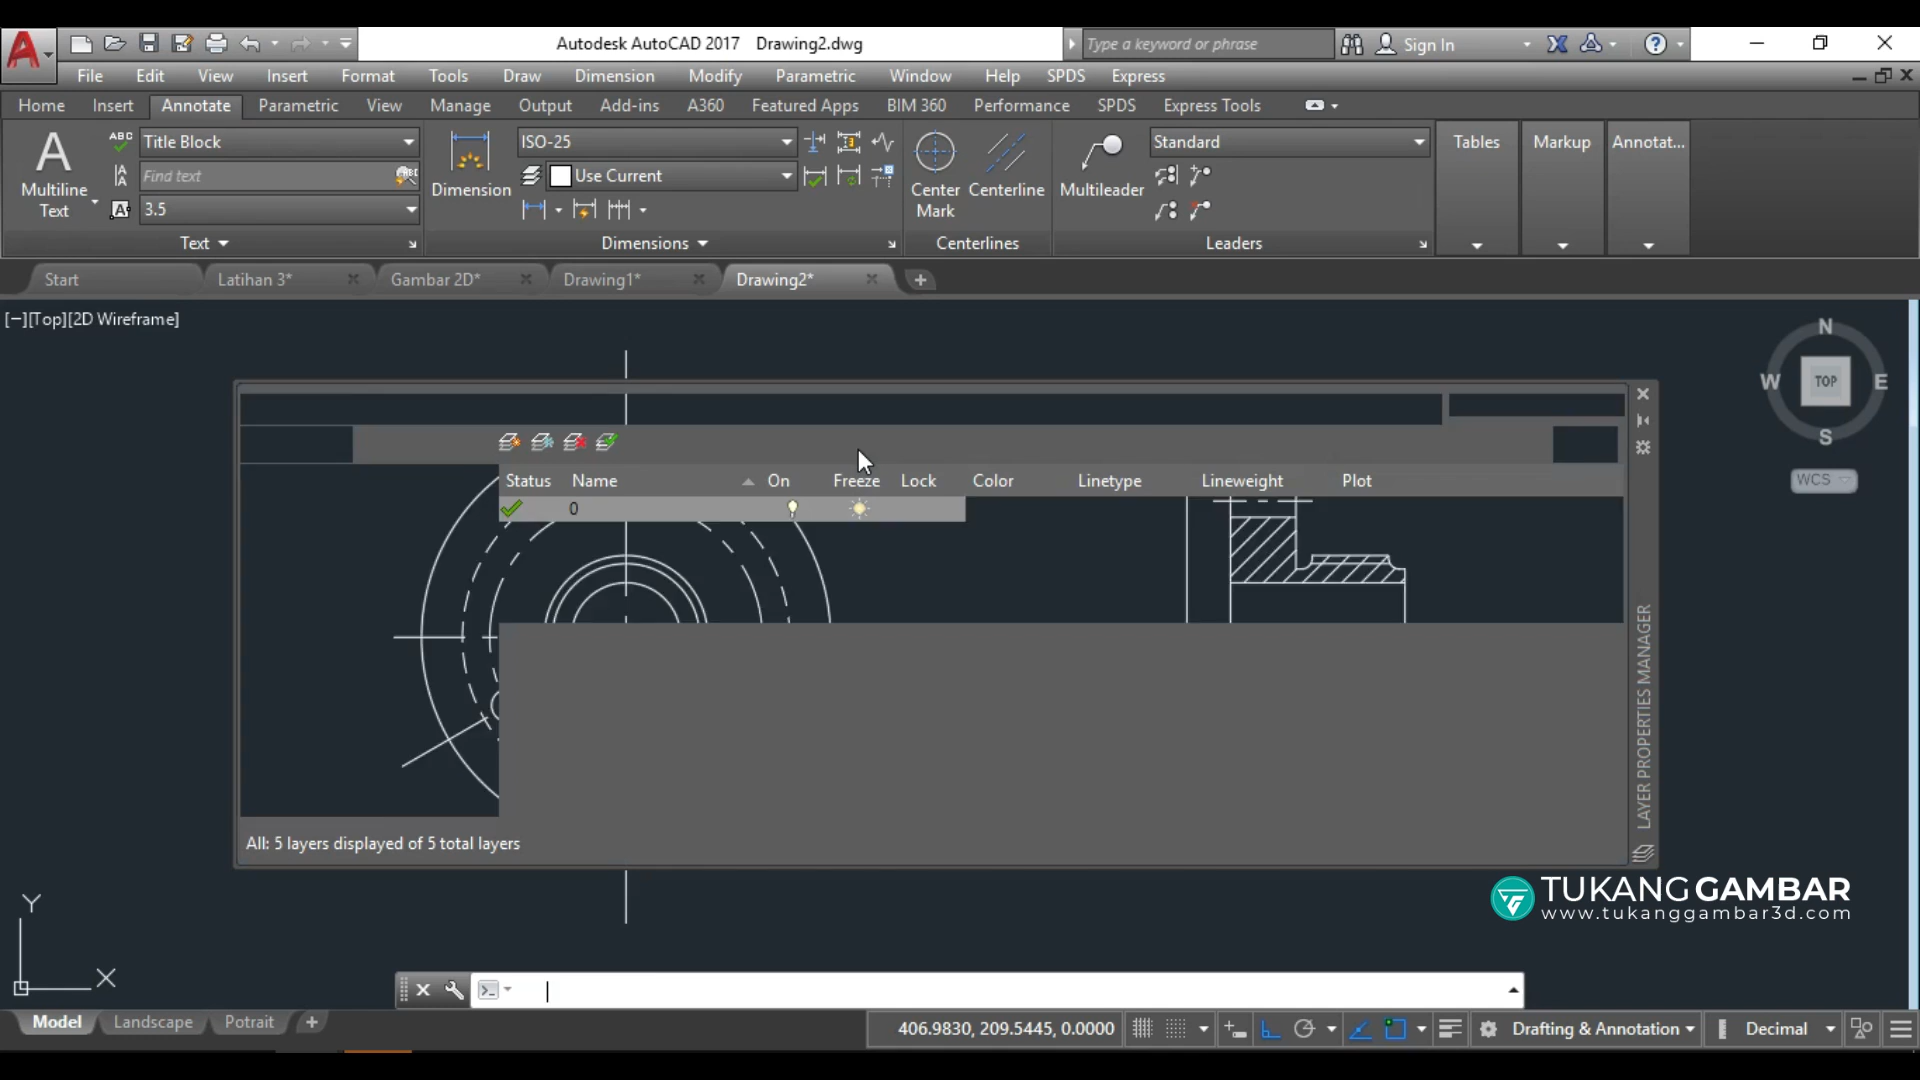 Autodesk AutoCAD 2017 Drawing2.dwg
Type a keyword or phrase
Sign In
File Edit View Insert Format Tools Draw Dimension Modify Parametric Window Help SPDS Express
Home Insert Annotate Parametric View Manage Output Add-ins A360 Featured Apps BIM 360 Performance SPDS Express Tools
A
Multiline
Text
ABC
Title Block
Find text
3.5
Text
Dimension
ISO-25
Use Current
Dimensions
Center
Mark
Centerline
Centerlines
Multileader
Standard
Leaders
Tables
Markup
Annotat...
Start Latihan 3* Gambar 2D* Drawing1* Drawing2*
[−][Top][2D Wireframe]
N
W TOP E
S
WCS
Status Name On Freeze Lock Color Linetype Lineweight Plot
0
LAYER PROPERTIES MANAGER
All: 5 layers displayed of 5 total layers
TUKANG GAMBAR
www.tukanggambar3d.com
Y
X
Model Landscape Potrait
406.9830, 209.5445, 0.0000
Drafting & Annotation
Decimal